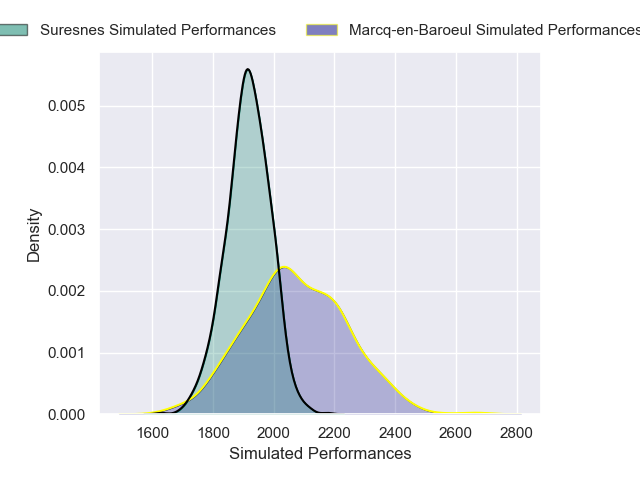 Suresnes Simulated Performances
Marcq-en-Baroeul Simulated Performances
0.005
0.004
0.003
0.002
0.001
0.000
Density
1600 1800 2000 2200 2400 2600 2800
Simulated Performances